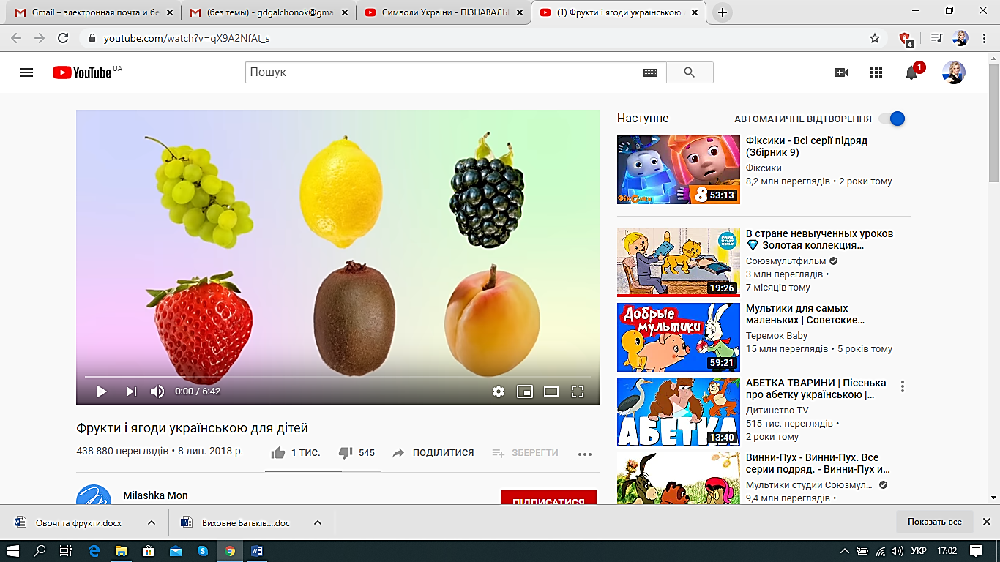 Gmail – электронная почта и бе
(без темы) - gdgalchonok@gma
Символи України - ПІЗНАВАЛЬ
(1) Фрукти і ягоди українською
youtube.com/watch?v=qX9A2NfAt_s
4
YouTube UA
Пошук
1
0:00 / 6:42
Фрукти і ягоди українською для дітей
438 880 переглядів • 8 лип. 2018 р.
1 ТИС.
545
ПОДІЛИТИСЯ
ЗБЕРЕГТИ
Milashka Mon
ПІДПИСАТИСЯ
Наступне
АВТОМАТИЧНЕ ВІДТВОРЕННЯ
ФіКСиКи
8
53:13
Фіксики - Всі серії підряд
(Збірник 9)
Фіксики
8,2 млн переглядів • 2 роки тому
19:26
В стране невыученных уроков
💎 Золотая коллекция…
Союзмультфильм
3 млн переглядів •
7 місяців тому
Добрые
мультики
59:21
Мультики для самых
маленьких | Советские…
Теремок Baby
15 млн переглядів • 5 років тому
АБЕТКА
13:40
АБЕТКА ТВАРИНИ | Пісенька
про абетку українською |…
Дитинство TV
515 тис. переглядів •
2 роки тому
Винни-Пух - Винни-Пух. Все
серии подряд. - Винни-Пух и…
Мультики студии Союзмул…
9,4 млн переглядів •
Овочі та фрукти.docx
Виховне Батьків....doc
Показать все
УКР
17:02